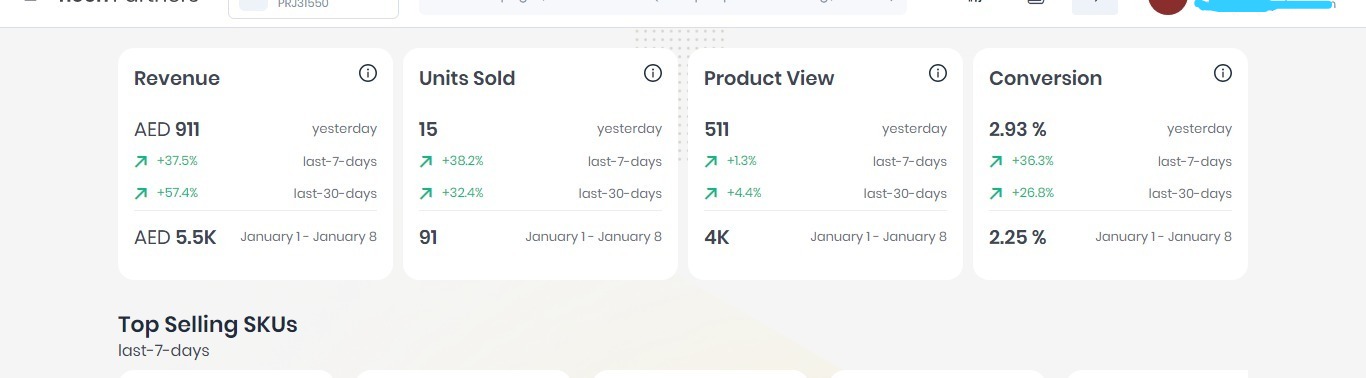 PRJ31550
Revenue
AED 911 yesterday
+37.5% last-7-days
+57.4% last-30-days
AED 5.5K January 1 - January 8
Units Sold
15 yesterday
+38.2% last-7-days
+32.4% last-30-days
91 January 1 - January 8
Product View
511 yesterday
+1.3% last-7-days
+4.4% last-30-days
4K January 1 - January 8
Conversion
2.93 % yesterday
+36.3% last-7-days
+26.8% last-30-days
2.25 % January 1 - January 8
Top Selling SKUs
last-7-days